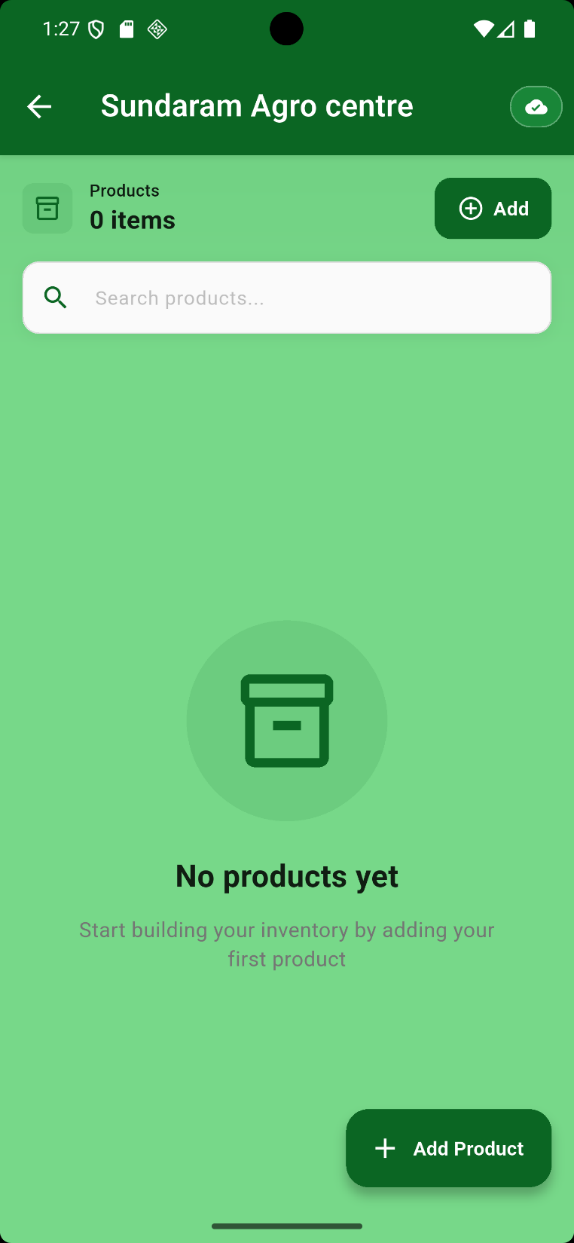 1:27
Sundaram Agro centre
Products
0 items
Add
Search products...
No products yet
Start building your inventory by adding your
first product
Add Product